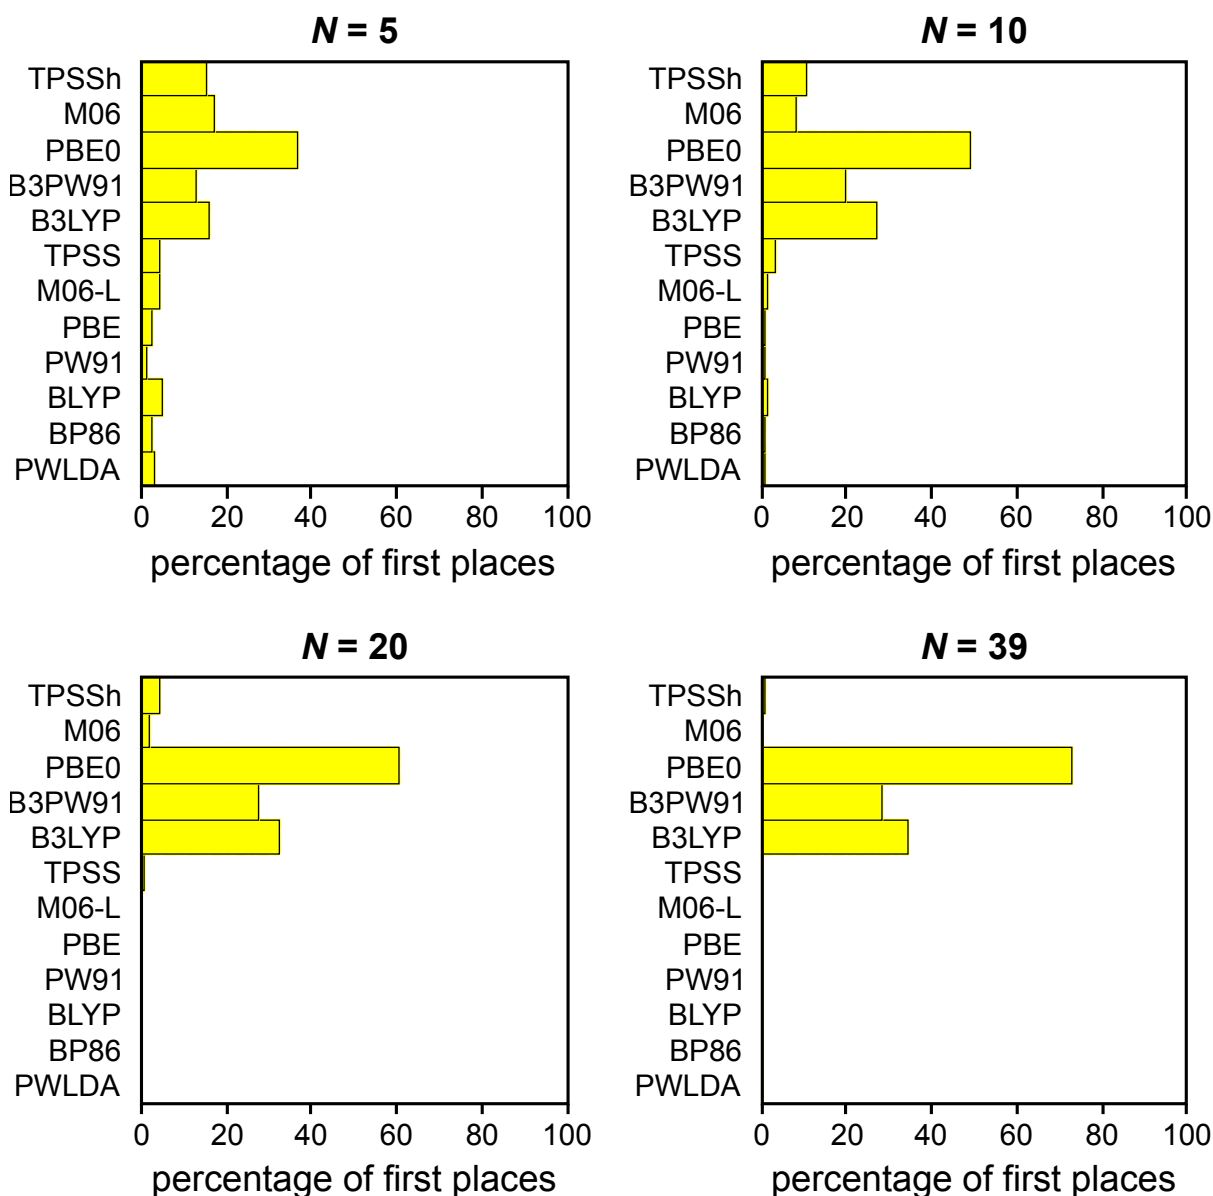 N = 5
TPSSh
M06
PBE0
B3PW91
B3LYP
TPSS
M06-L
PBE
PW91
BLYP
BP86
PWLDA
0 20 40 60 80 100
percentage of first places
N = 10
TPSSh
M06
PBE0
B3PW91
B3LYP
TPSS
M06-L
PBE
PW91
BLYP
BP86
PWLDA
0 20 40 60 80 100
percentage of first places
N = 20
TPSSh
M06
PBE0
B3PW91
B3LYP
TPSS
M06-L
PBE
PW91
BLYP
BP86
PWLDA
0 20 40 60 80 100
percentage of first places
N = 39
TPSSh
M06
PBE0
B3PW91
B3LYP
TPSS
M06-L
PBE
PW91
BLYP
BP86
PWLDA
0 20 40 60 80 100
percentage of first places